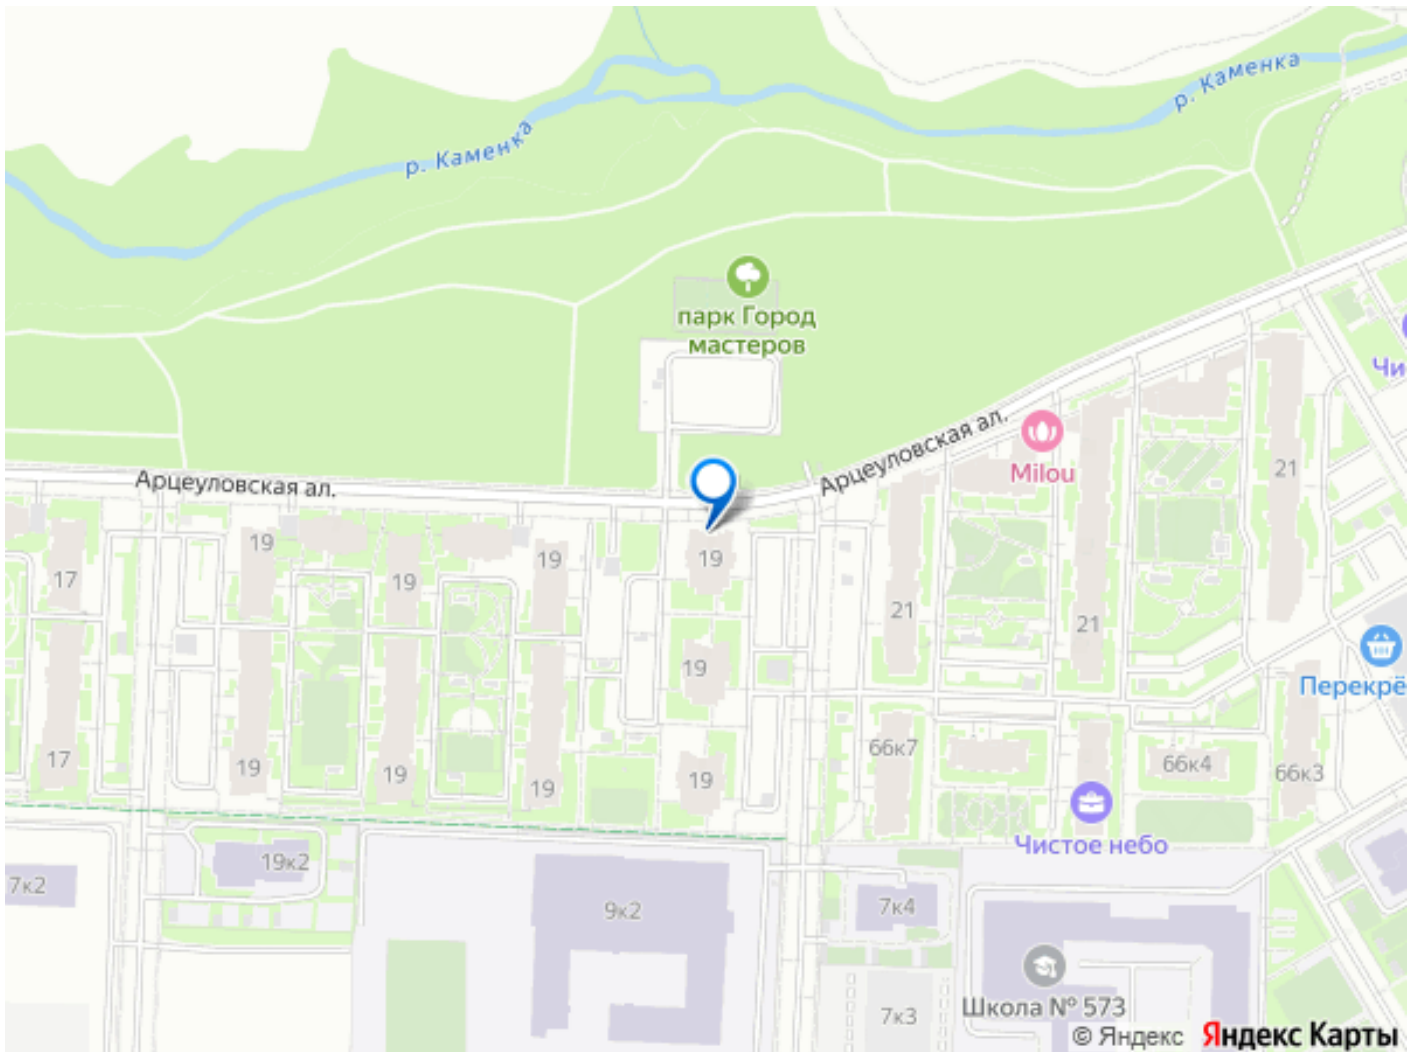 р. Каменка
р. Каменка
парк Город
мастеров
Чи
Арцеуловская ал.
Milou
21
Арцеуловская ал.
19
19
19
19
17
19
21
21
19
Перекрё
66к7
66к4
66к3
17
19
19
19
19
Чистое небо
19к2
7к2
9к2
7к4
Школа № 573
7к3
© Яндекс Яндекс Карты